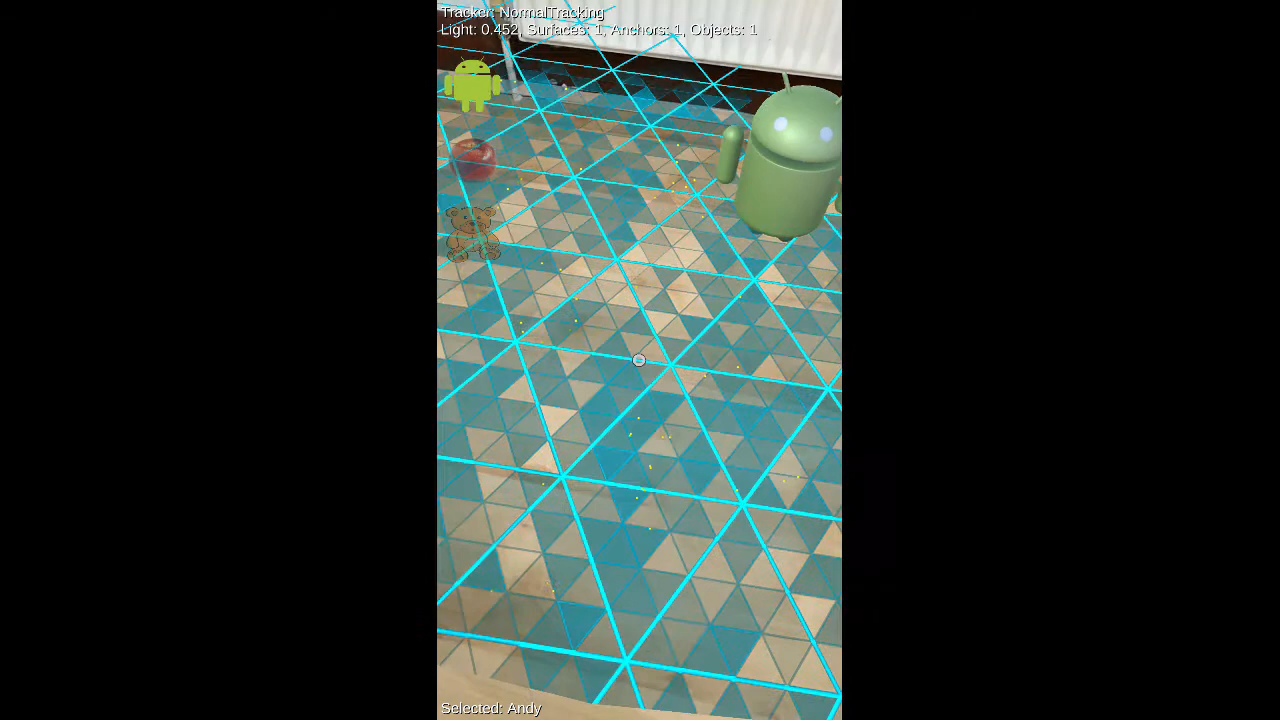 Tracker: NormalTracking
Light: 0.452, Surfaces: 1, Anchors: 1, Objects: 1
Selected: Andy